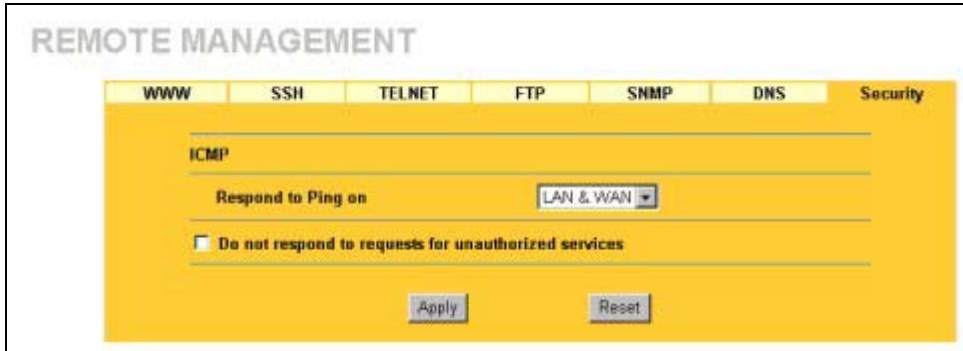 REMOTE MANAGEMENT
WWW SSH TELNET FTP SNMP DNS Security
ICMP
Respond to Ping on LAN & WAN
Do not respond to requests for unauthorized services
Apply Reset